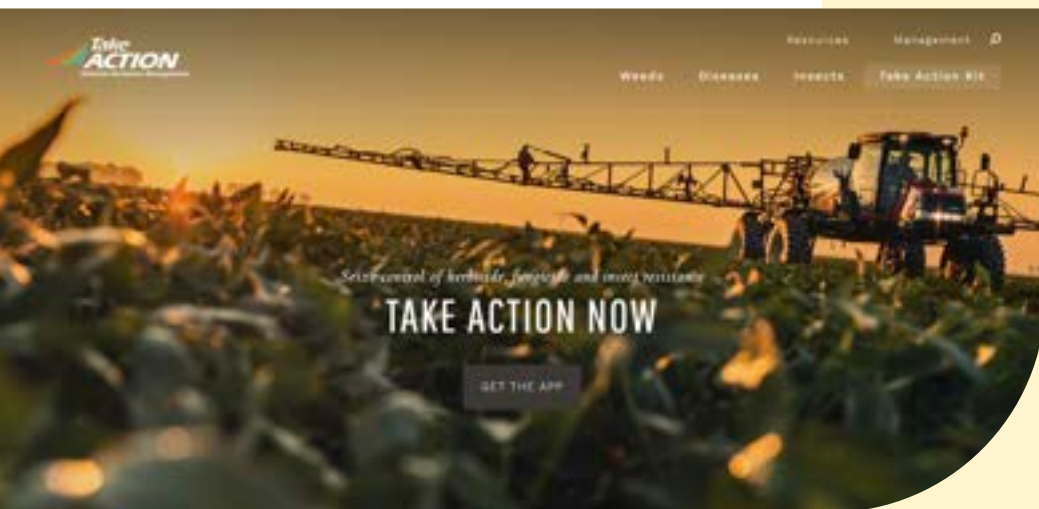 Take
ACTION
Resources Management
Weeds Diseases Insects Take Action Kit
Seize control of herbicide, fungicide and insect resistance
TAKE ACTION NOW
GET THE APP